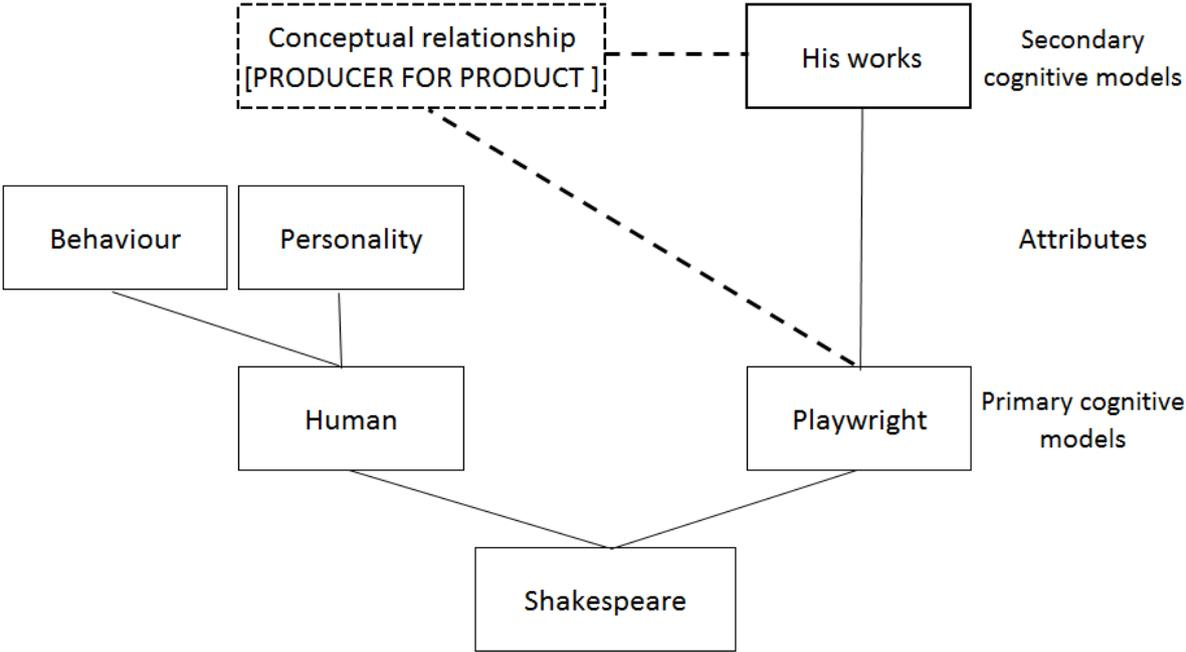 Conceptual relationship
[PRODUCER FOR PRODUCT ]
His works
Secondary
cognitive models
Behaviour
Personality
Attributes
Human
Playwright
Primary cognitive
models
Shakespeare